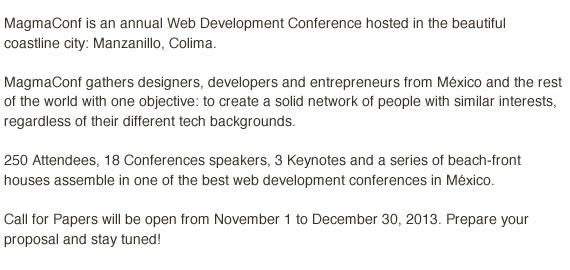 MagmaConf is an annual Web Development Conference hosted in the beautiful
coastline city: Manzanillo, Colima.
MagmaConf gathers designers, developers and entrepreneurs from México and the rest
of the world with one objective: to create a solid network of people with similar interests,
regardless of their different tech backgrounds.
250 Attendees, 18 Conferences speakers, 3 Keynotes and a series of beach-front
houses assemble in one of the best web development conferences in México.
Call for Papers will be open from November 1 to December 30, 2013. Prepare your
proposal and stay tuned!